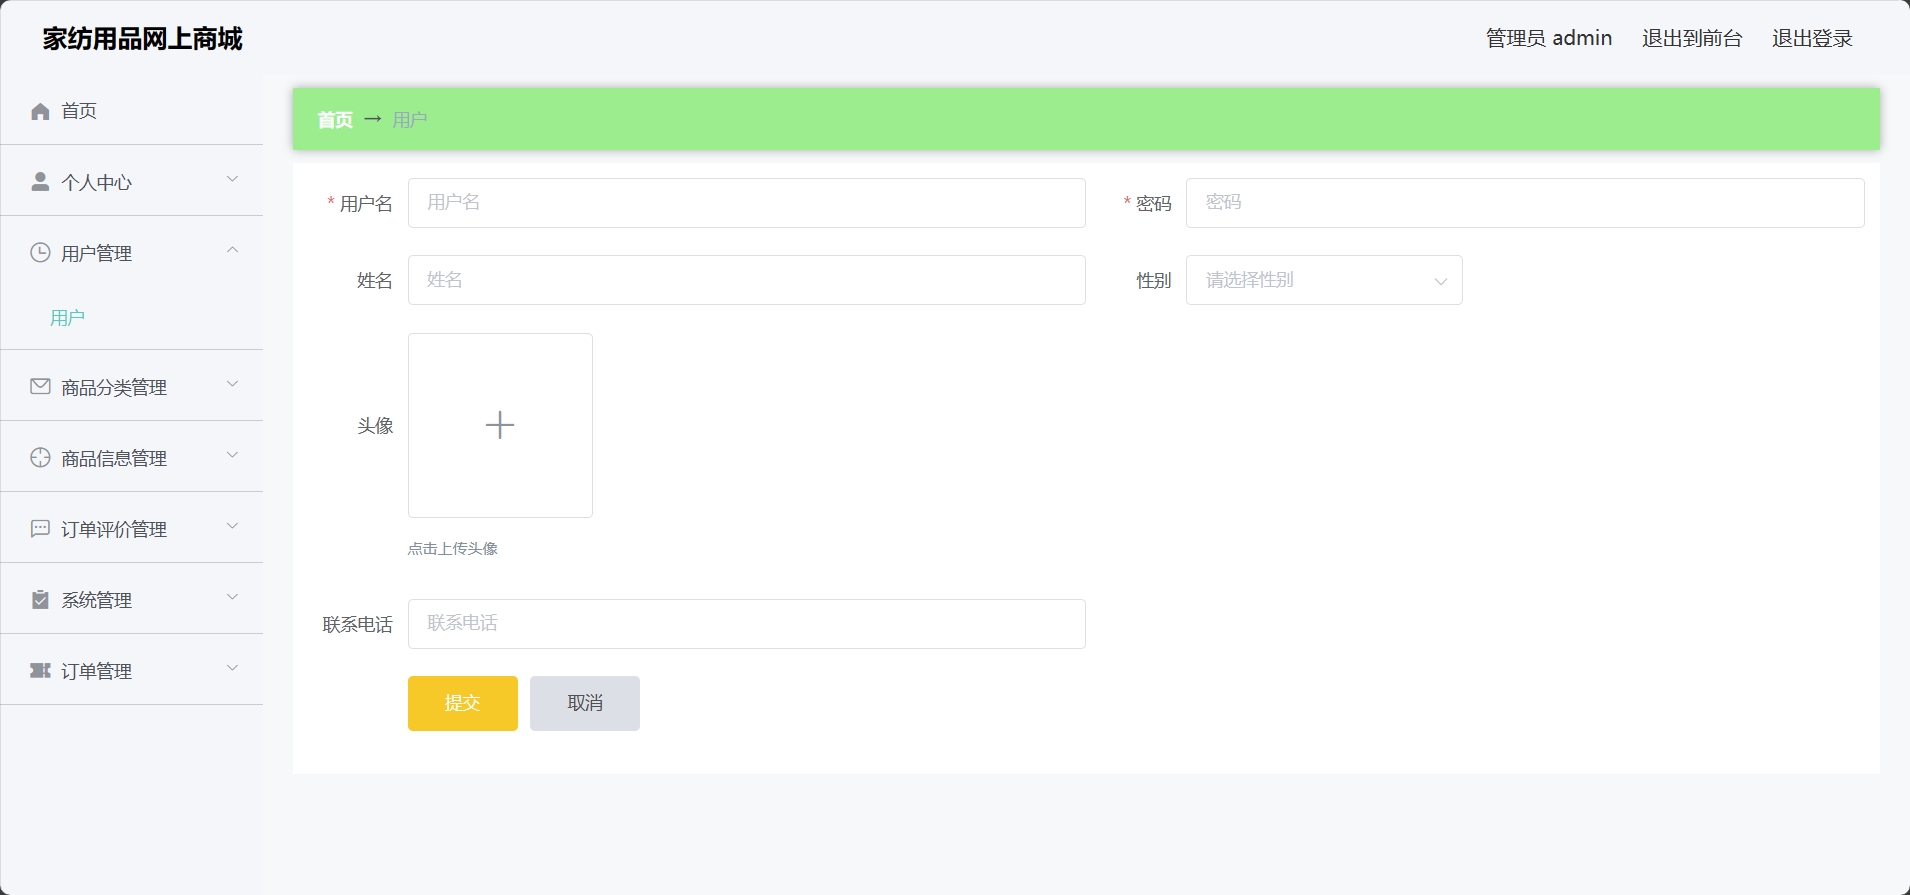 家纺用品网上商城
管理员 admin 退出到前台 退出登录
首页
个人中心
用户管理
用户
商品分类管理
商品信息管理
订单评价管理
系统管理
订单管理
首页 → 用户
* 用户名 用户名
* 密码 密码
姓名 姓名
性别 请选择性别
头像
点击上传头像
联系电话 联系电话
提交 取消